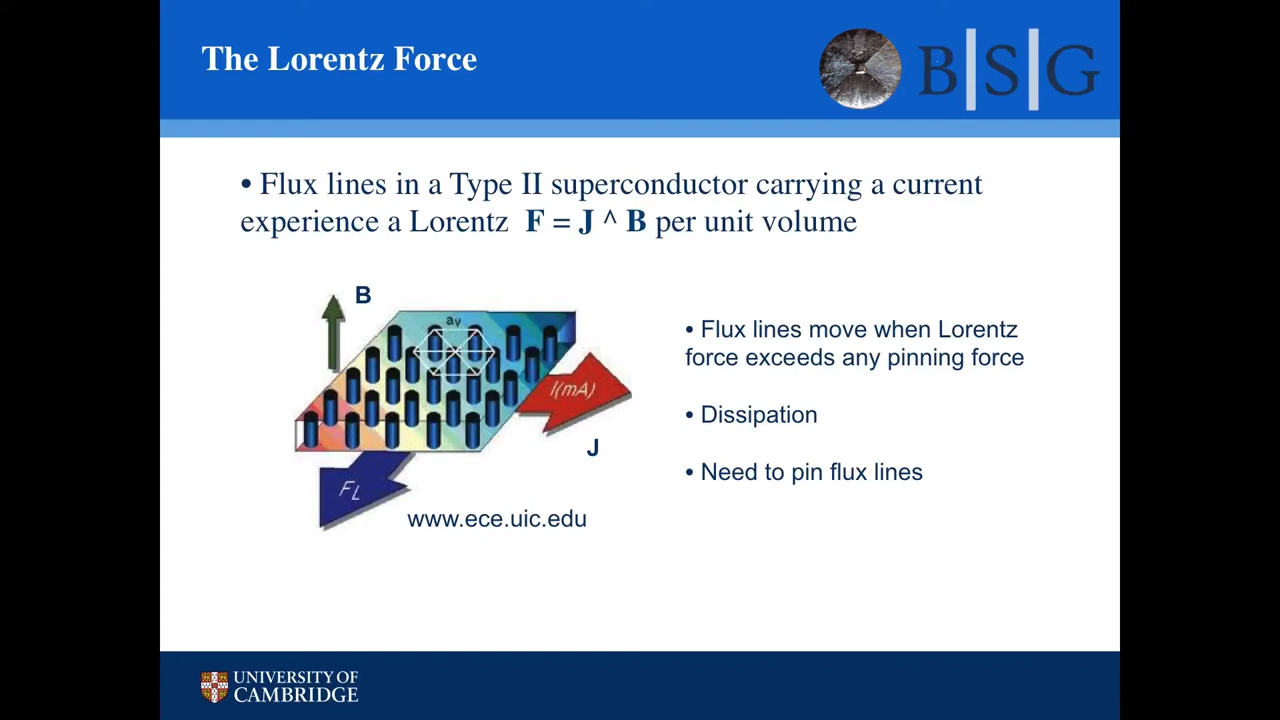 The Lorentz Force
B|S|G
• Flux lines in a Type II superconductor carrying a current
experience a Lorentz F = J ^ B per unit volume
B
aᵥ
I(mA)
J
F_L
www.ece.uic.edu
• Flux lines move when Lorentz
force exceeds any pinning force
• Dissipation
• Need to pin flux lines
UNIVERSITY OF
CAMBRIDGE